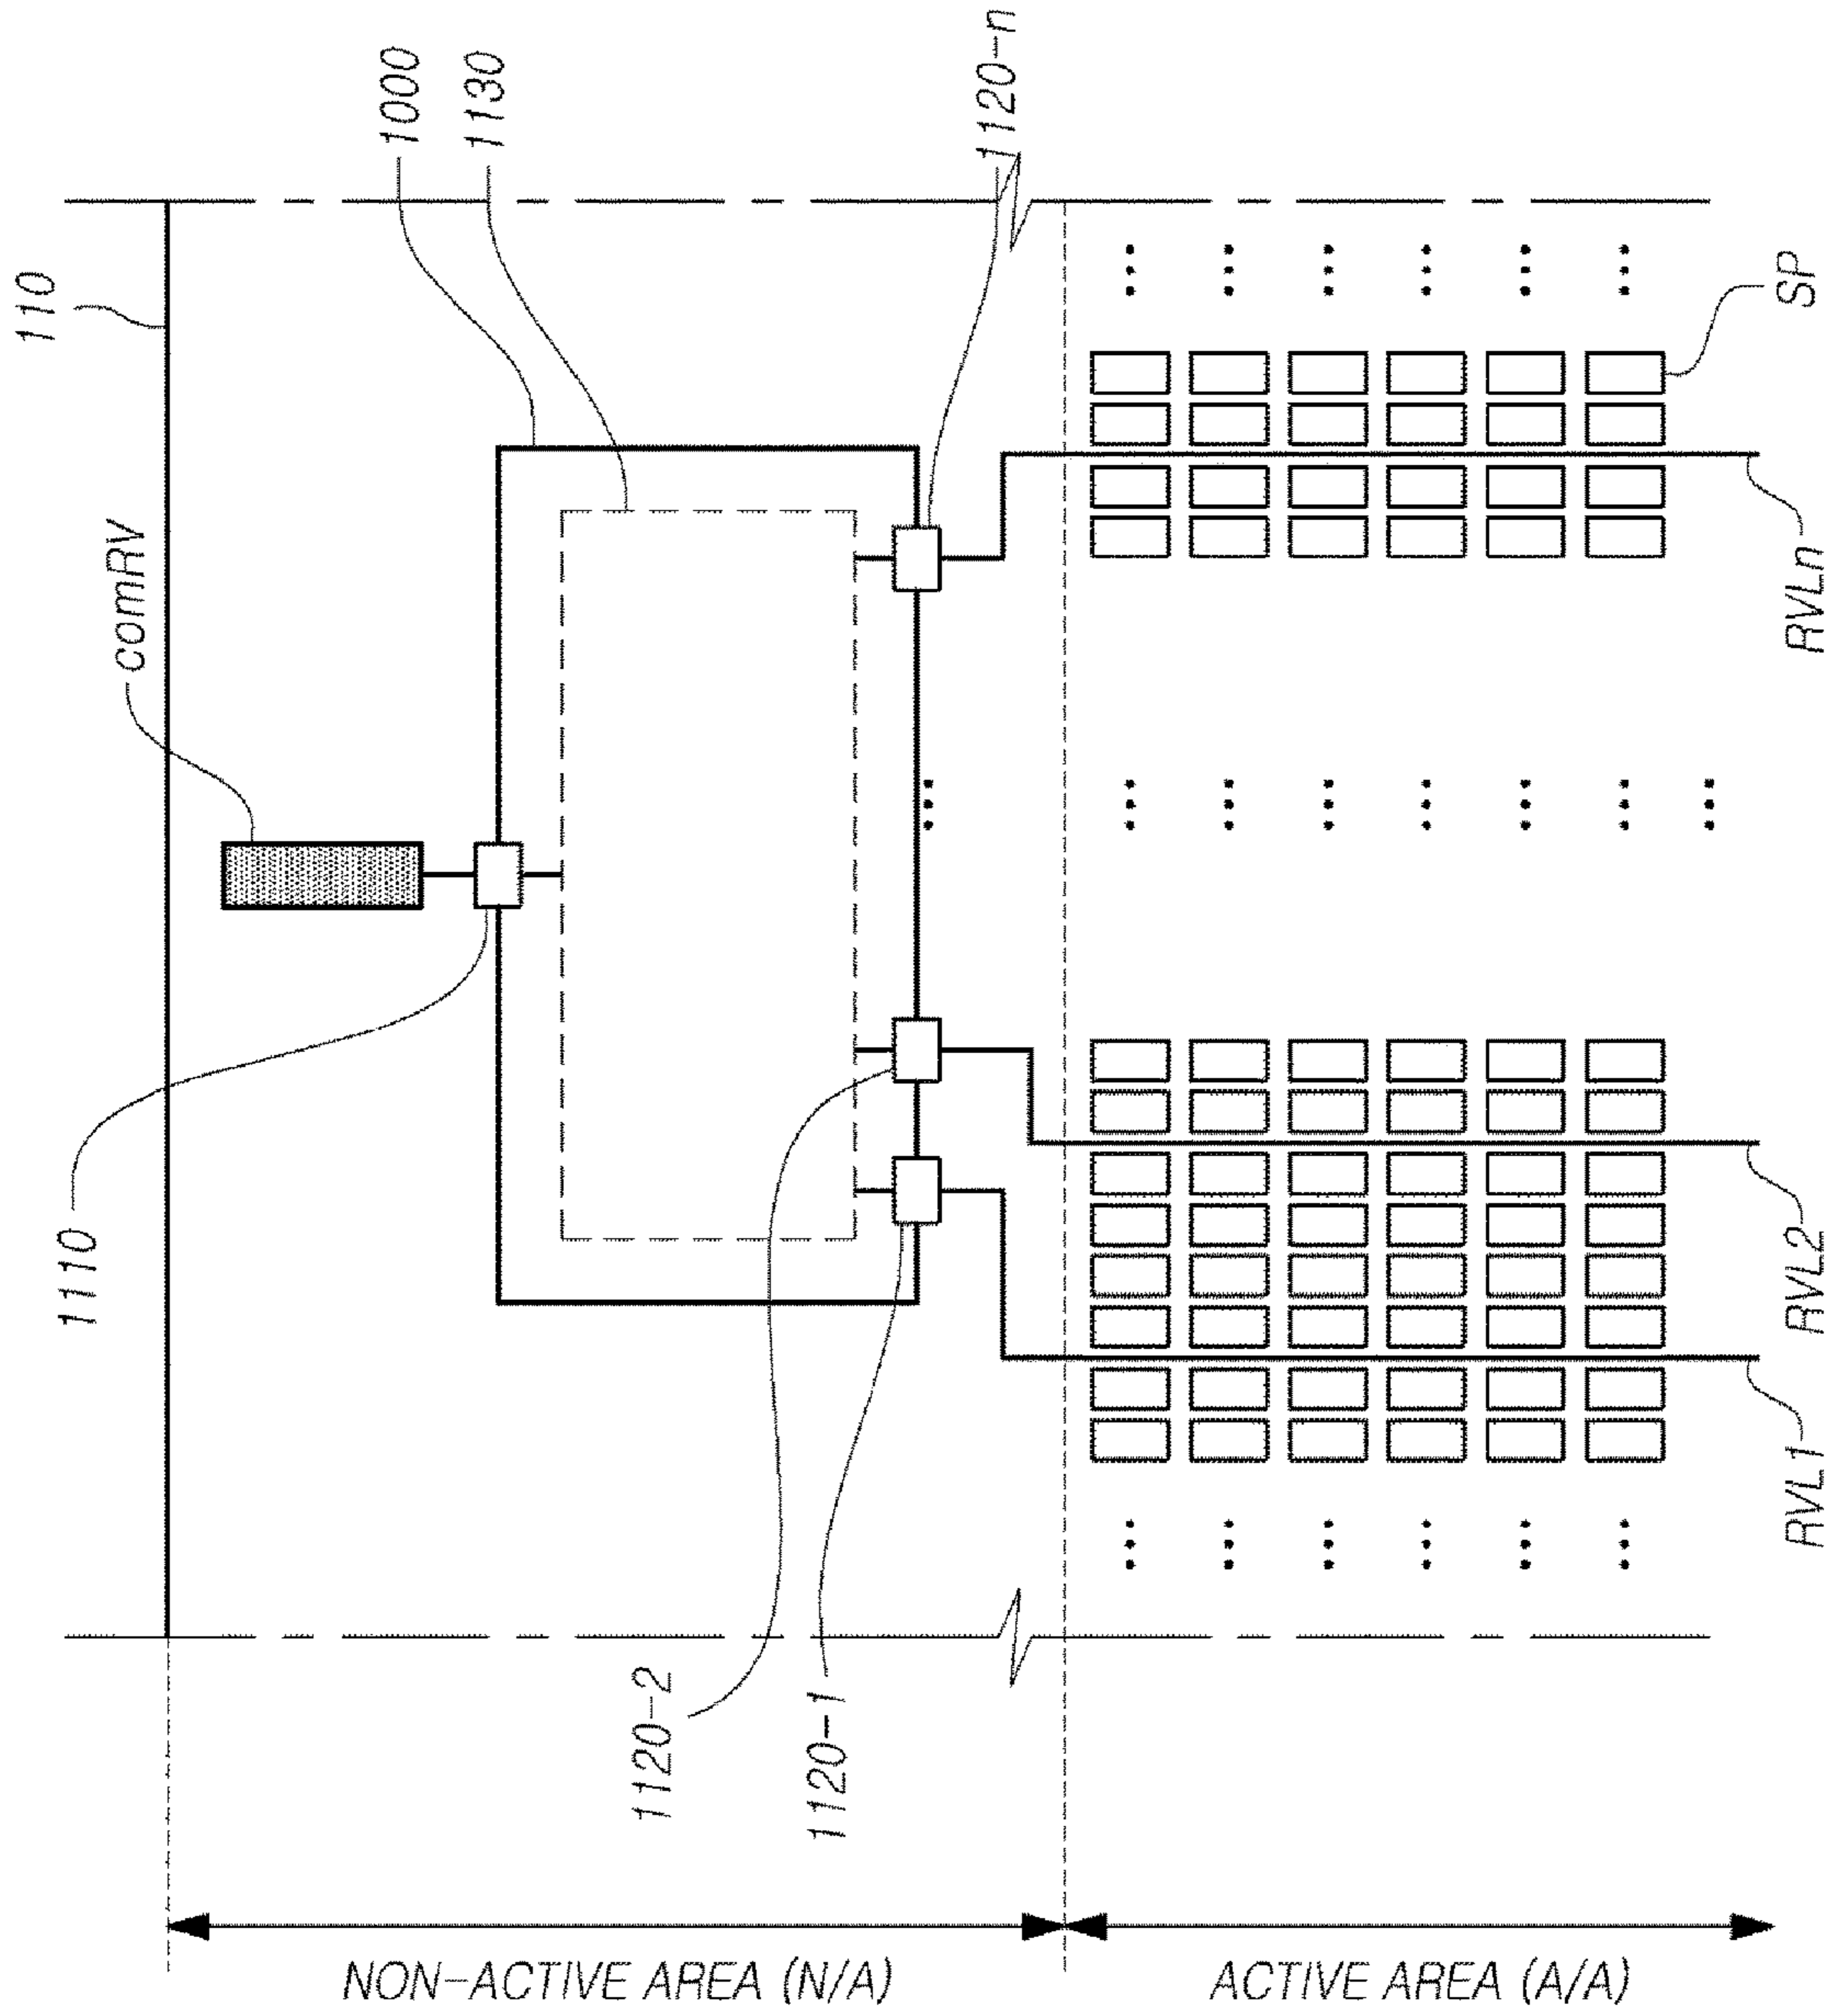 110
comRV
1000
1130
1120-n
1110
1120-2
1120-1
SP
RVLn
RVL2
RVL1
NON-ACTIVE AREA (N/A)
ACTIVE AREA (A/A)